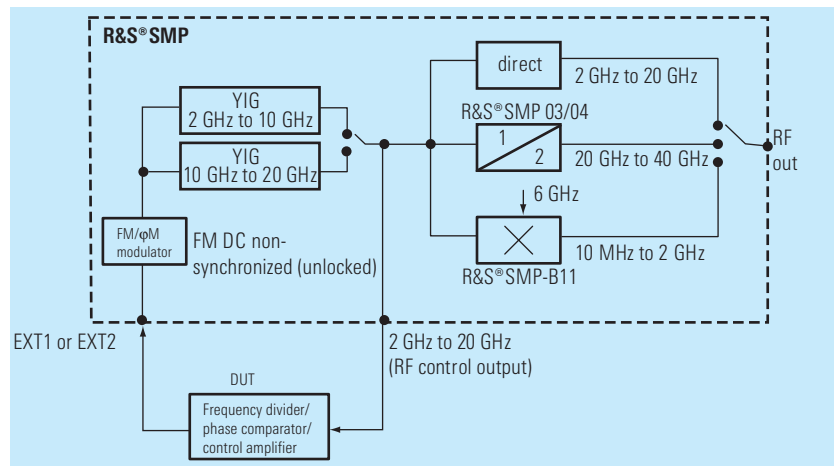 R&S®SMP
YIG
2 GHz to 10 GHz
YIG
10 GHz to 20 GHz
FM/φM
modulator
FM DC non-
synchronized (unlocked)
direct
2 GHz to 20 GHz
R&S®SMP 03/04
1
2
20 GHz to 40 GHz
6 GHz
10 MHz to 2 GHz
R&S®SMP-B11
RF
out
EXT1 or EXT2
2 GHz to 20 GHz
(RF control output)
DUT
Frequency divider/
phase comparator/
control amplifier